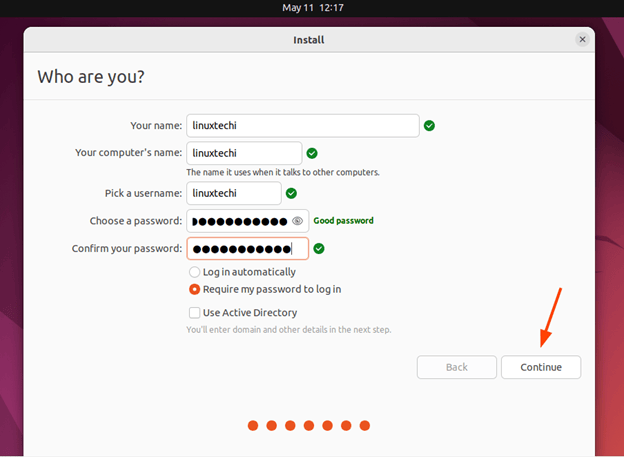 May 11 12:17
Install
Who are you?
Your name: linuxtechi
Your computer's name: linuxtechi
The name it uses when it talks to other computers.
Pick a username: linuxtechi
Choose a password: ●●●●●●●●●● Good password
Confirm your password: ●●●●●●●●●●
Log in automatically
Require my password to log in
Use Active Directory
You'll enter domain and other details in the next step.
Back Continue